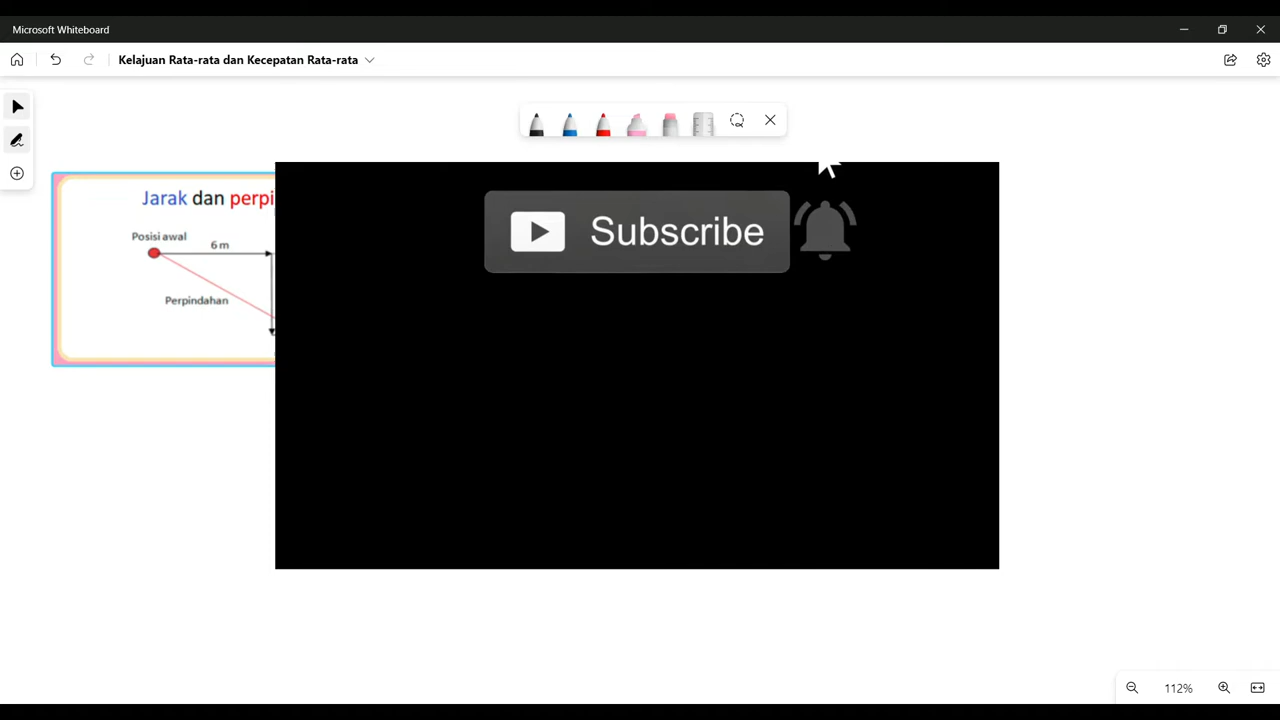 Microsoft Whiteboard
Kelajuan Rata-rata dan Kecepatan Rata-rata
Jarak dan perpi
Posisi awal
6 m
Perpindahan
Subscribe
112%